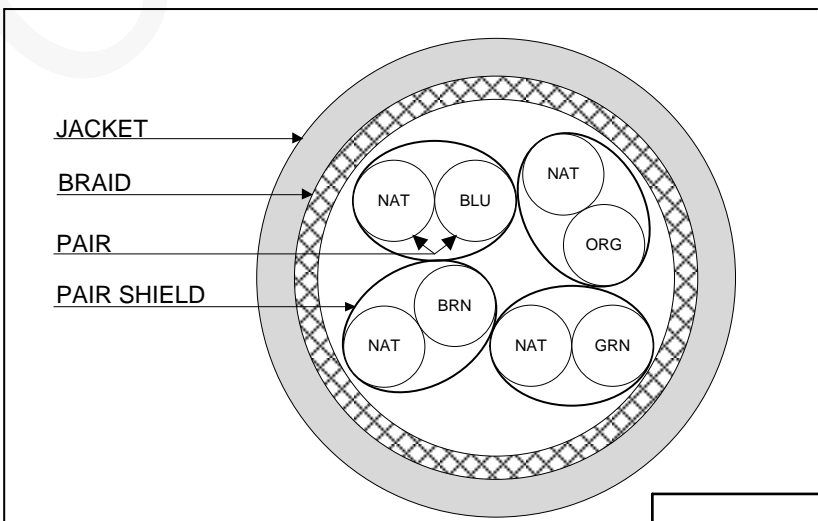 JACKET
BRAID
PAIR
PAIR SHIELD
NAT BLU
NAT
ORG
BRN
NAT
NAT GRN